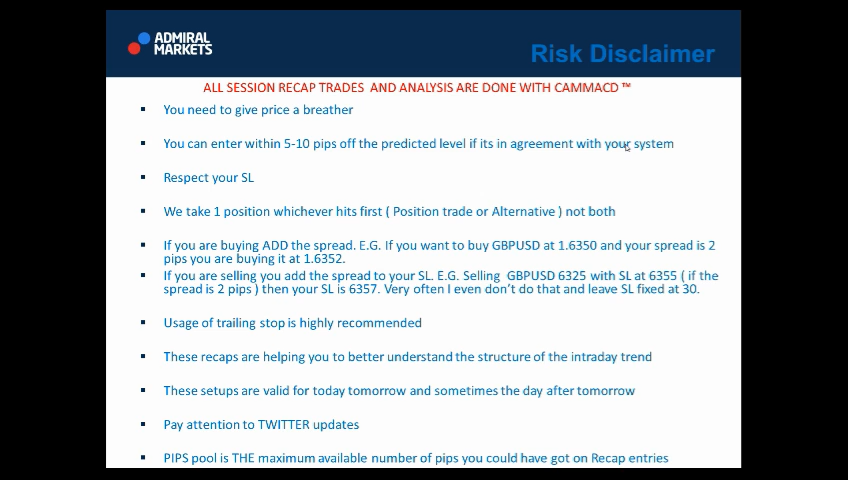 ADMIRAL
MARKETS
Risk Disclaimer
ALL SESSION RECAP TRADES AND ANALYSIS ARE DONE WITH CAMMACD ™
▪ You need to give price a breather
▪ You can enter within 5-10 pips off the predicted level if its in agreement with your system
▪ Respect your SL
▪ We take 1 position whichever hits first ( Position trade or Alternative ) not both
▪ If you are buying ADD the spread. E.G. If you want to buy GBPUSD at 1.6350 and your spread is 2
pips you are buying it at 1.6352.
▪ If you are selling you add the spread to your SL. E.G. Selling GBPUSD 6325 with SL at 6355 ( if the
spread is 2 pips ) then your SL is 6357. Very often I even don't do that and leave SL fixed at 30.
▪ Usage of trailing stop is highly recommended
▪ These recaps are helping you to better understand the structure of the intraday trend
▪ These setups are valid for today tomorrow and sometimes the day after tomorrow
▪ Pay attention to TWITTER updates
▪ PIPS pool is THE maximum available number of pips you could have got on Recap entries